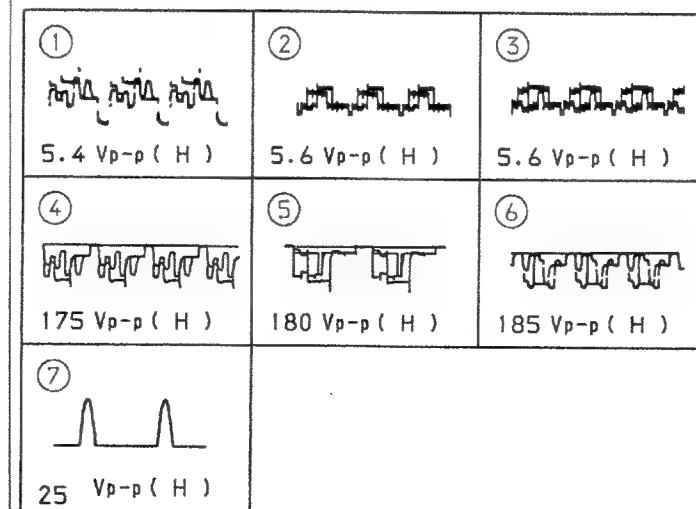 ① ② ③
5.4 Vp-p ( H ) 5.6 Vp-p ( H ) 5.6 Vp-p ( H )
④ ⑤ ⑥
175 Vp-p ( H ) 180 Vp-p ( H ) 185 Vp-p ( H )
⑦
25 Vp-p ( H )